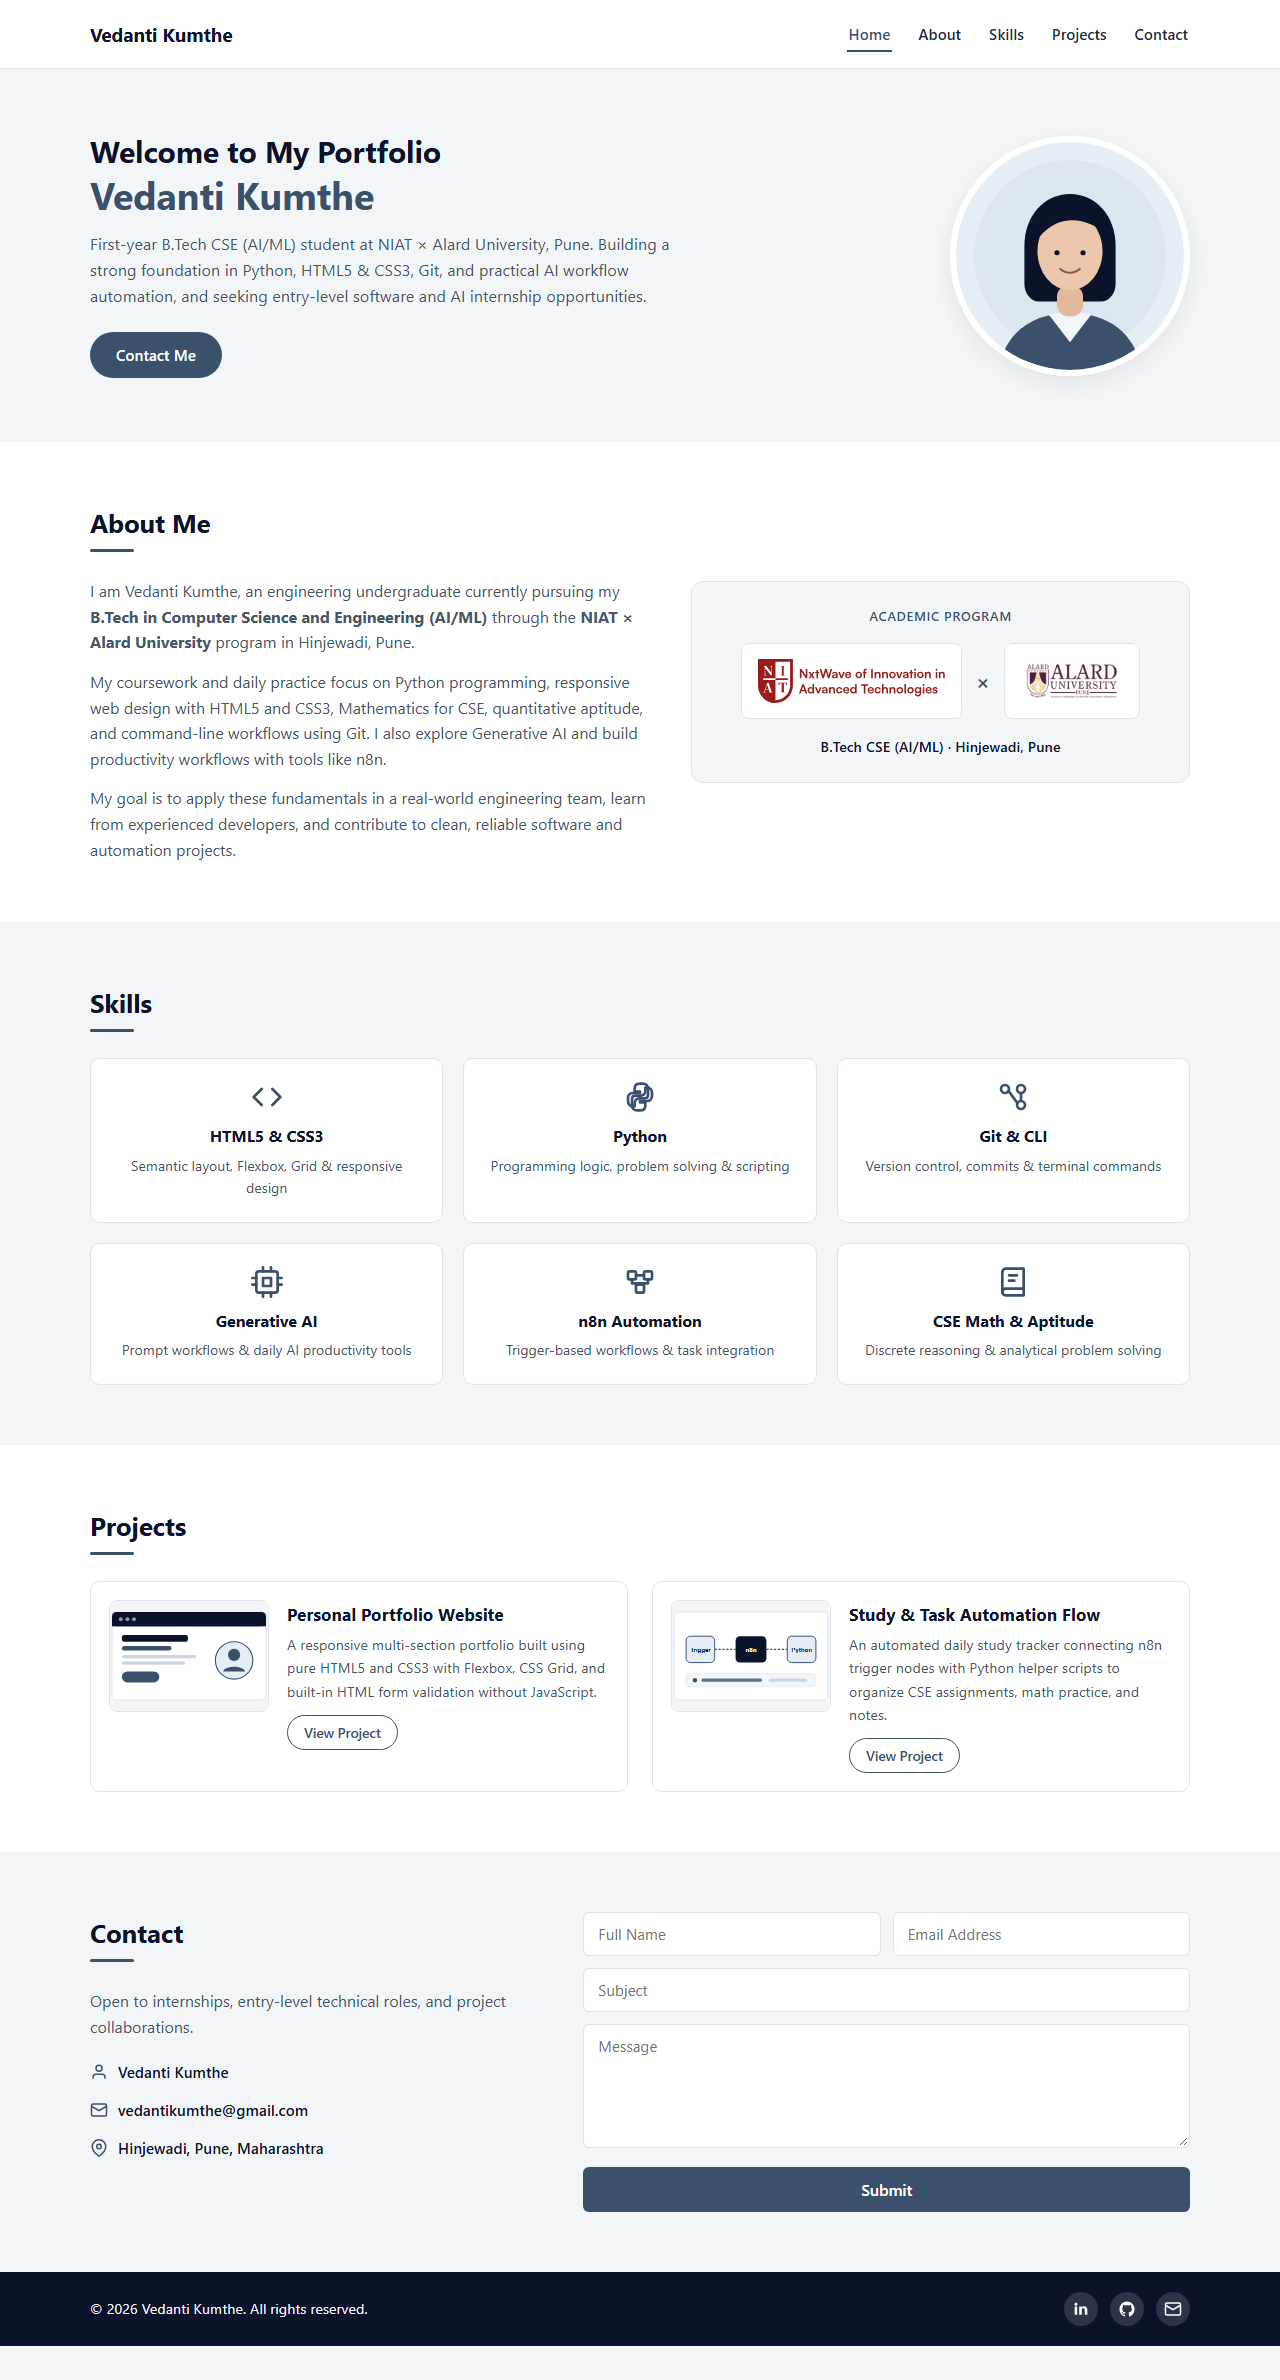 Vedanti Kumthe
Home About Skills Projects Contact
Welcome to My Portfolio
Vedanti Kumthe
First-year B.Tech CSE (AI/ML) student at NIAT × Alard University, Pune. Building a
strong foundation in Python, HTML5 & CSS3, Git, and practical AI workflow
automation, and seeking entry-level software and AI internship opportunities.
Contact Me
About Me
I am Vedanti Kumthe, an engineering undergraduate currently pursuing my
B.Tech in Computer Science and Engineering (AI/ML) through the NIAT ×
Alard University program in Hinjewadi, Pune.
My coursework and daily practice focus on Python programming, responsive
web design with HTML5 and CSS3, Mathematics for CSE, quantitative aptitude,
and command-line workflows using Git. I also explore Generative AI and build
productivity workflows with tools like n8n.
My goal is to apply these fundamentals in a real-world engineering team, learn
from experienced developers, and contribute to clean, reliable software and
automation projects.
ACADEMIC PROGRAM
N I
A T
NxtWave of Innovation in
Advanced Technologies
×
ALARD
ALARD
UNIVERSITY
PUNE
B.Tech CSE (AI/ML) · Hinjewadi, Pune
Skills
HTML5 & CSS3
Semantic layout, Flexbox, Grid & responsive
design
Python
Programming logic, problem solving & scripting
Git & CLI
Version control, commits & terminal commands
Generative AI
Prompt workflows & daily AI productivity tools
n8n Automation
Trigger-based workflows & task integration
CSE Math & Aptitude
Discrete reasoning & analytical problem solving
Projects
Personal Portfolio Website
A responsive multi-section portfolio built using
pure HTML5 and CSS3 with Flexbox, CSS Grid, and
built-in HTML form validation without JavaScript.
View Project
Trigger n8n Python
Study & Task Automation Flow
An automated daily study tracker connecting n8n
trigger nodes with Python helper scripts to
organize CSE assignments, math practice, and
notes.
View Project
Contact
Open to internships, entry-level technical roles, and project
collaborations.
Vedanti Kumthe
vedantikumthe@gmail.com
Hinjewadi, Pune, Maharashtra
Full Name
Email Address
Subject
Message
Submit
© 2026 Vedanti Kumthe. All rights reserved.
in